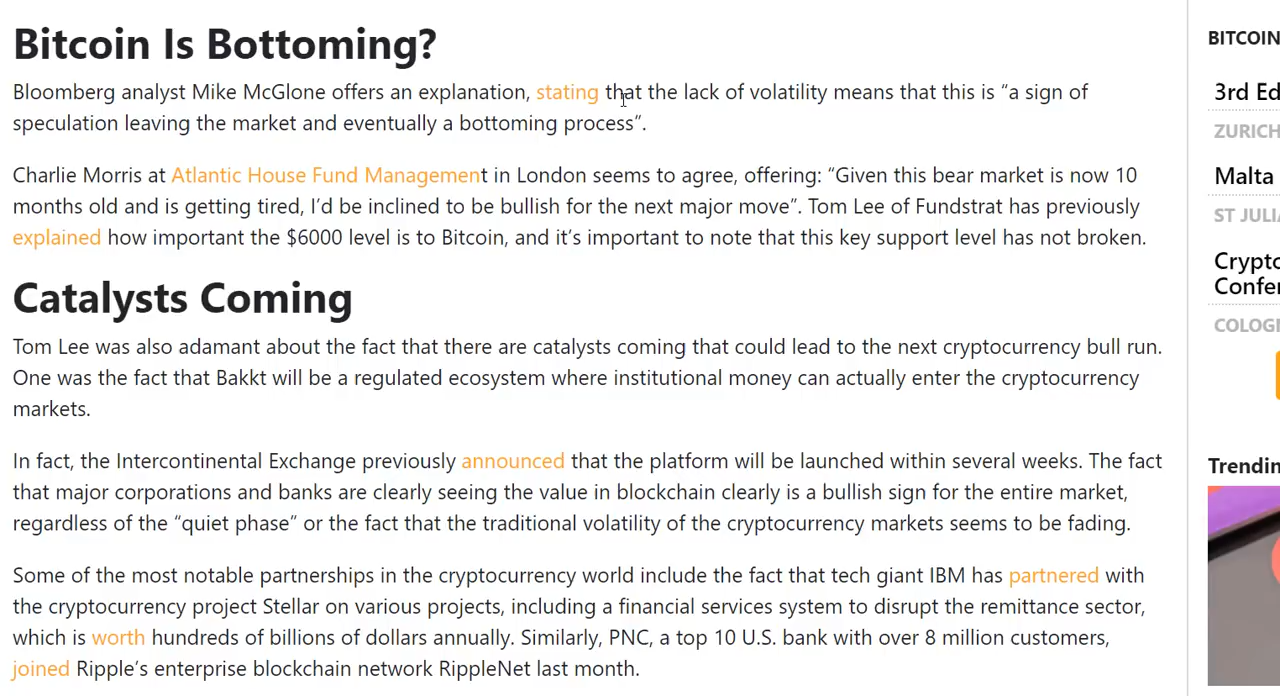 Bitcoin Is Bottoming?
Bloomberg analyst Mike McGlone offers an explanation, stating that the lack of volatility means that this is “a sign of
speculation leaving the market and eventually a bottoming process”.
Charlie Morris at Atlantic House Fund Management in London seems to agree, offering: “Given this bear market is now 10
months old and is getting tired, I’d be inclined to be bullish for the next major move”. Tom Lee of Fundstrat has previously
explained how important the $6000 level is to Bitcoin, and it’s important to note that this key support level has not broken.
Catalysts Coming
Tom Lee was also adamant about the fact that there are catalysts coming that could lead to the next cryptocurrency bull run.
One was the fact that Bakkt will be a regulated ecosystem where institutional money can actually enter the cryptocurrency
markets.
In fact, the Intercontinental Exchange previously announced that the platform will be launched within several weeks. The fact
that major corporations and banks are clearly seeing the value in blockchain clearly is a bullish sign for the entire market,
regardless of the “quiet phase” or the fact that the traditional volatility of the cryptocurrency markets seems to be fading.
Some of the most notable partnerships in the cryptocurrency world include the fact that tech giant IBM has partnered with
the cryptocurrency project Stellar on various projects, including a financial services system to disrupt the remittance sector,
which is worth hundreds of billions of dollars annually. Similarly, PNC, a top 10 U.S. bank with over 8 million customers,
joined Ripple’s enterprise blockchain network RippleNet last month.
BITCOIN
3rd Ed
ZURICH
Malta
ST JULIA
Crypto
Confer
COLOGN
Trendin